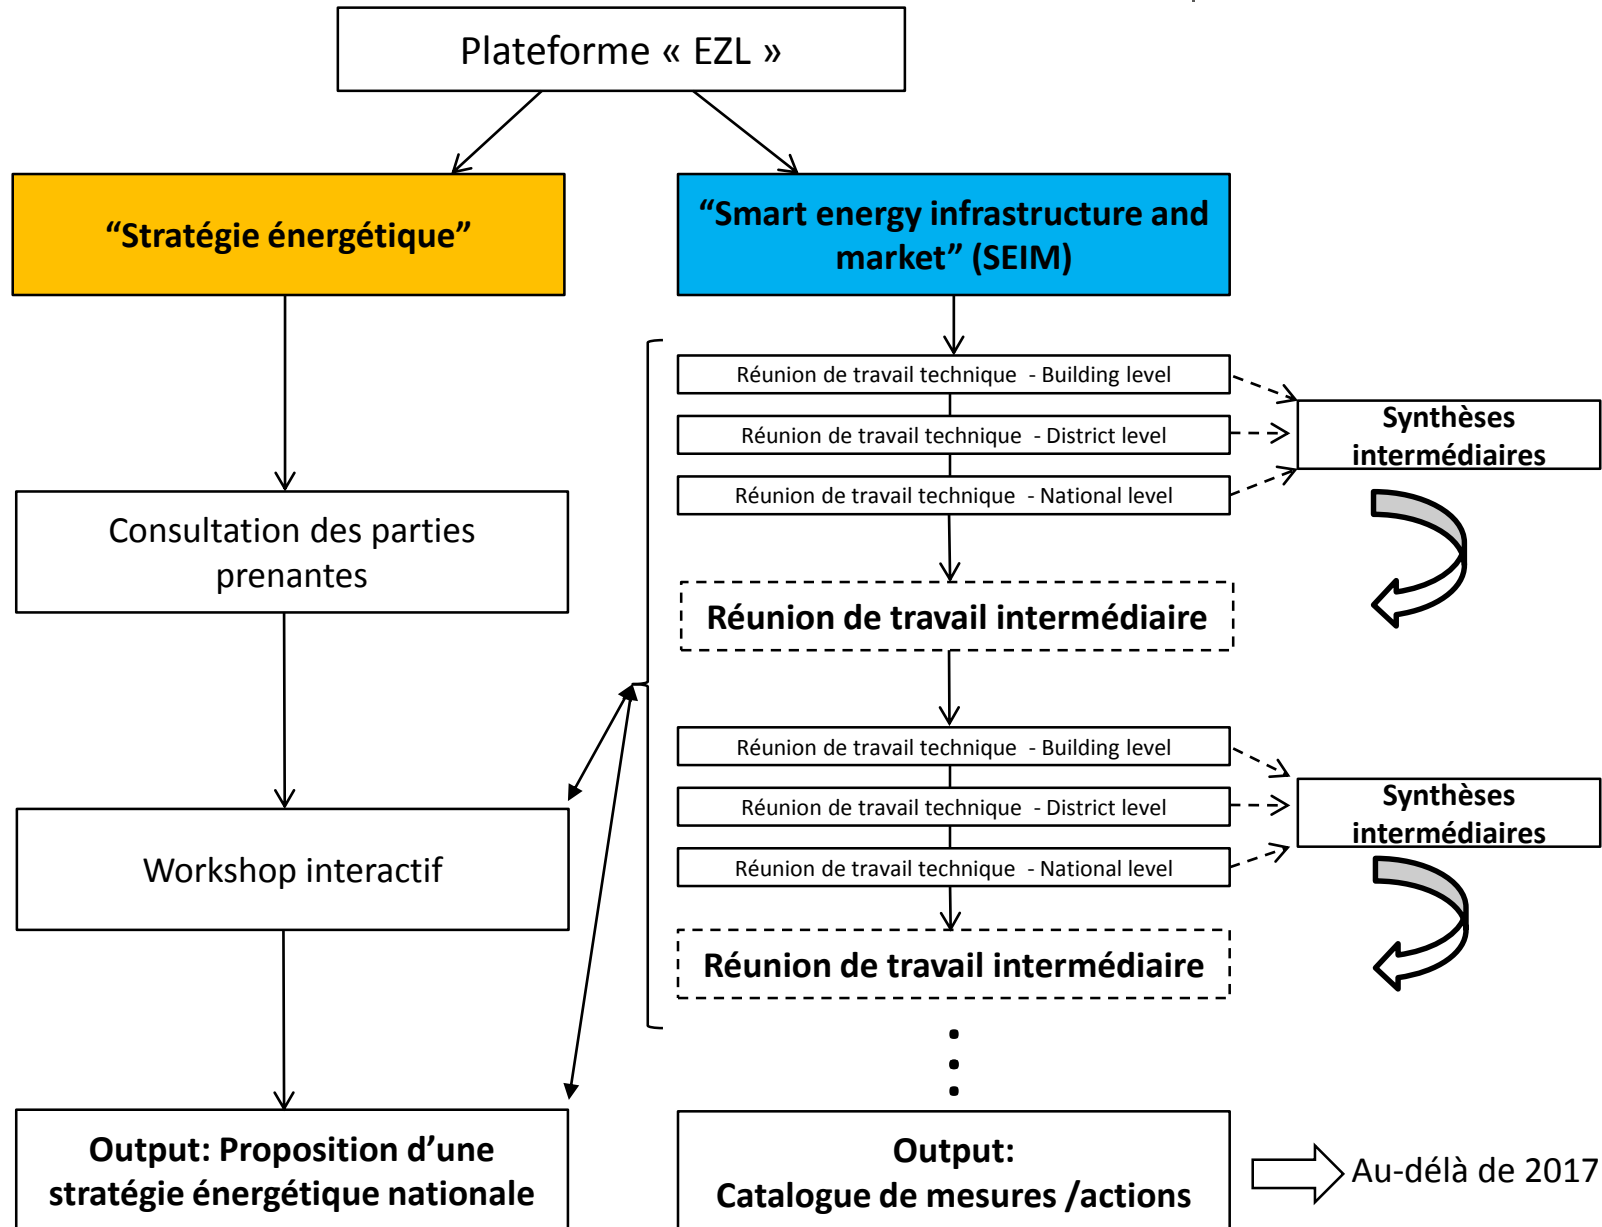 Plateforme « EZL »
“Stratégie énergétique”
“Smart energy infrastructure and
market” (SEIM)
Réunion de travail technique - Building level
Réunion de travail technique - District level
Réunion de travail technique - National level
Synthèses
intermédiaires
Consultation des parties
prenantes
Réunion de travail intermédiaire
Réunion de travail technique - Building level
Réunion de travail technique - District level
Réunion de travail technique - National level
Synthèses
intermédiaires
Workshop interactif
Réunion de travail intermédiaire
Output: Proposition d’une
stratégie énergétique nationale
Output:
Catalogue de mesures /actions
Au-délà de 2017